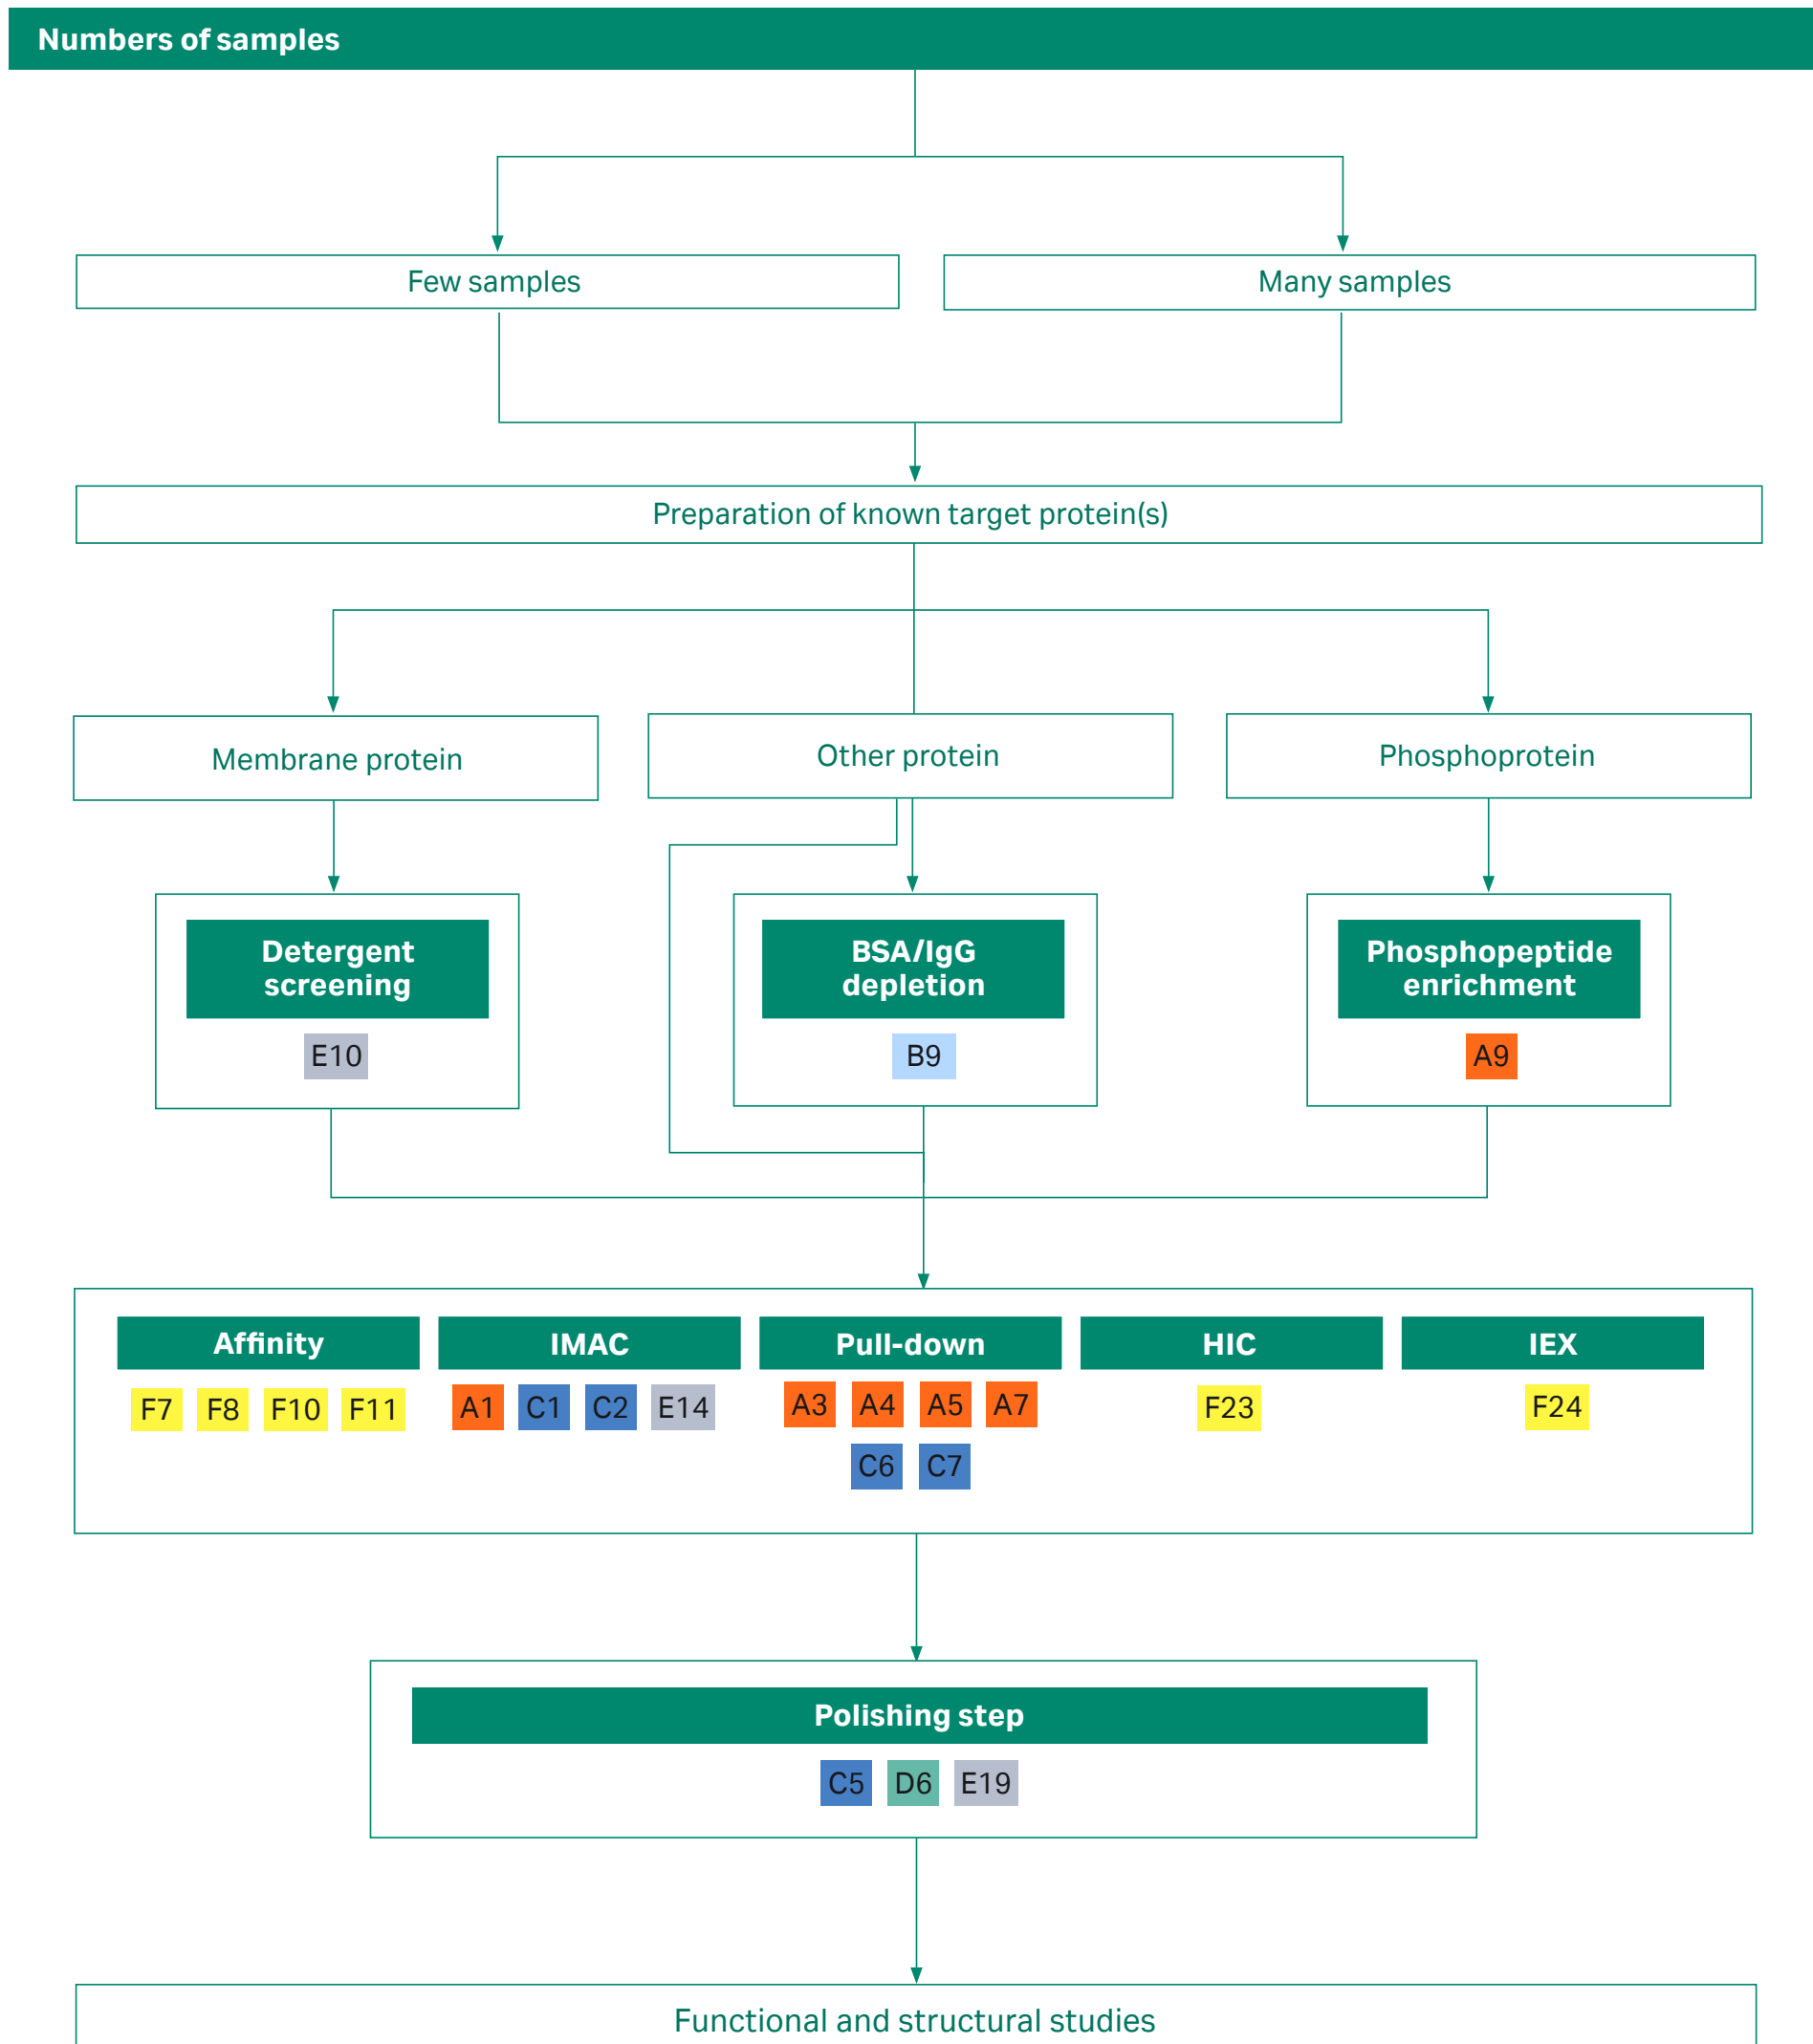 Numbers of samples
Few samples
Many samples
Preparation of known target protein(s)
Membrane protein
Other protein
Phosphoprotein
Detergent
screening
E10
BSA/IgG
depletion
B9
Phosphopeptide
enrichment
A9
Affinity
F7 F8 F10 F11
IMAC
A1 C1 C2 E14
Pull-down
A3 A4 A5 A7
C6 C7
HIC
F23
IEX
F24
Polishing step
C5 D6 E19
Functional and structural studies